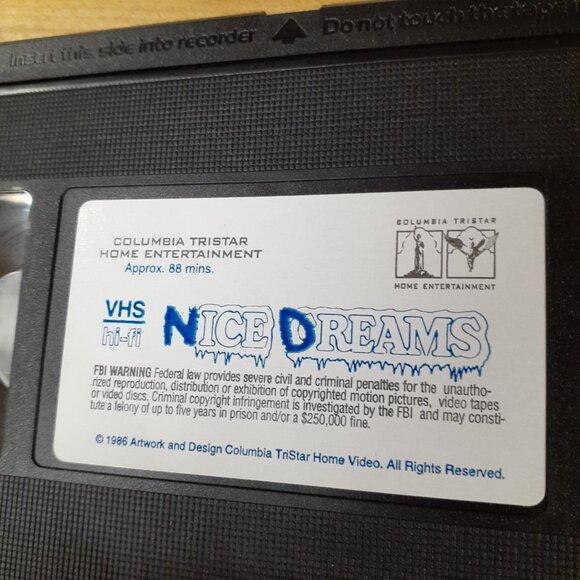 Insert this side into recorder Do not touch the tape
COLUMBIA TRISTAR
HOME ENTERTAINMENT
Approx. 88 mins.
COLUMBIA TRISTAR
HOME ENTERTAINMENT
VHS
hi-fi
NICE DREAMS
FBI WARNING Federal law provides severe civil and criminal penalties for the unautho-
rized reproduction, distribution or exhibition of copyrighted motion pictures, video tapes
or video discs. Criminal copyright infringement is investigated by the FBI and may consti-
tute a felony of up to five years in prison and/or a $250,000 fine.
© 1986 Artwork and Design Columbia TriStar Home Video. All Rights Reserved.